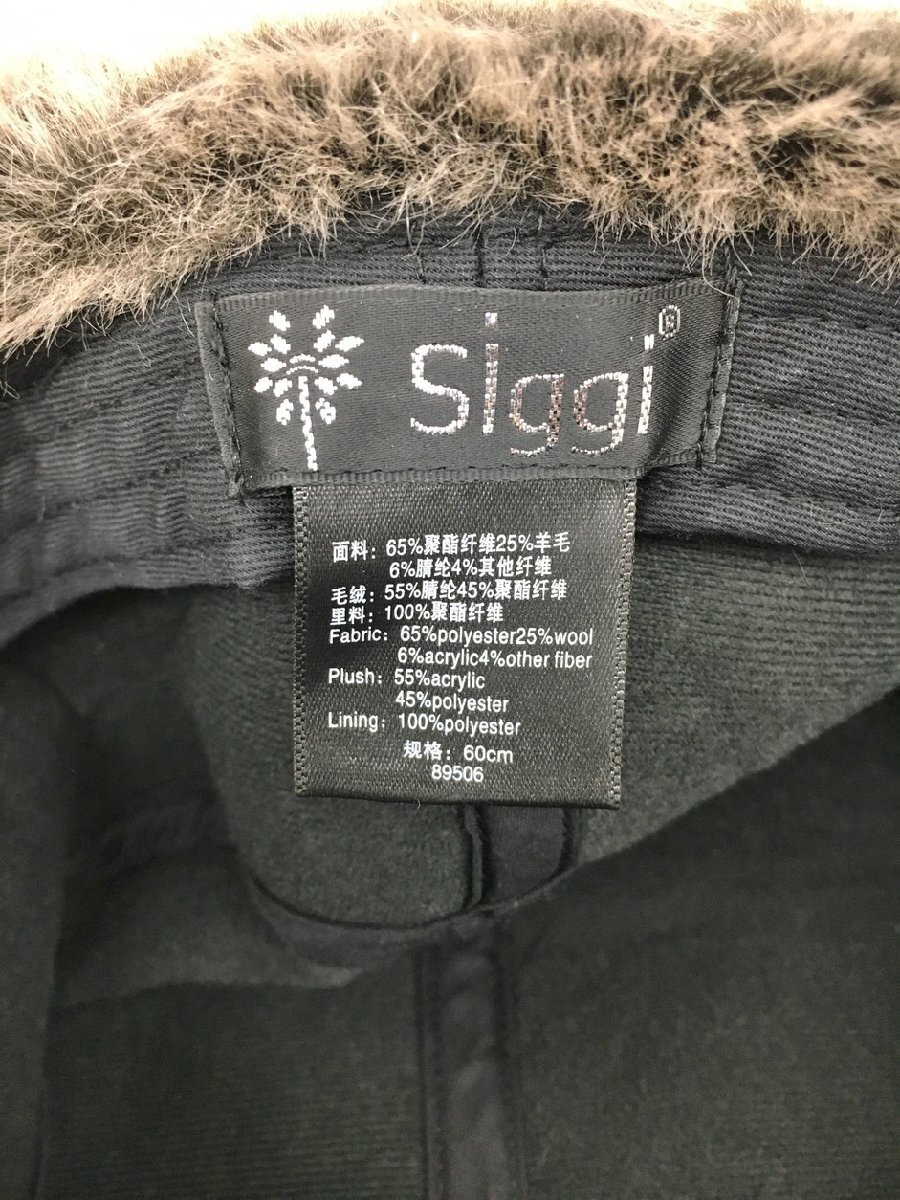 siggi®
面料：65%聚酯纤维25%羊毛
6%腈纶4%其他纤维
毛绒：55%腈纶45%聚酯纤维
里料：100%聚酯纤维
Fabric: 65%polyester25%wool
6%acrylic4%other fiber
Plush: 55%acrylic
45%polyester
Lining: 100%polyester
规格：60cm
89506